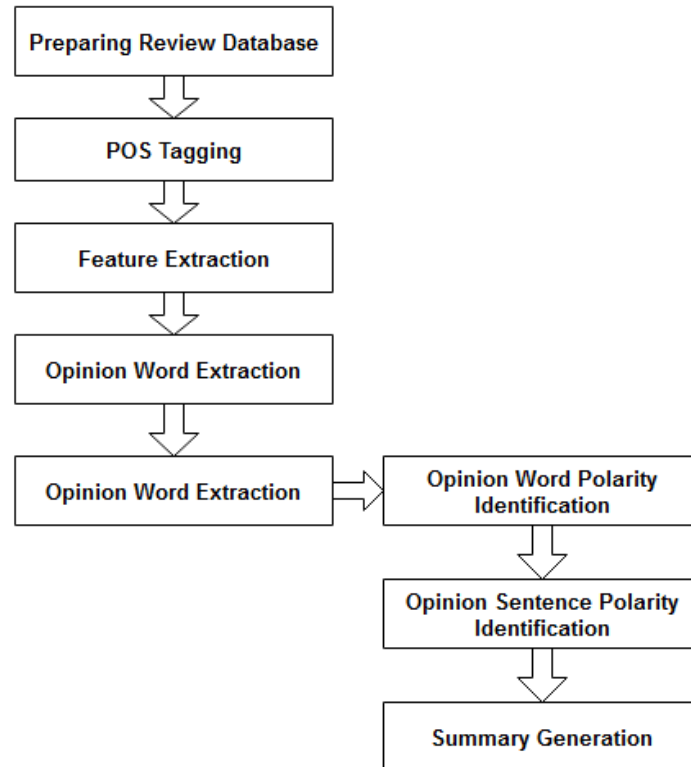 Preparing Review Database
POS Tagging
Feature Extraction
Opinion Word Extraction
Opinion Word Extraction
Opinion Word Polarity
Identification
Opinion Sentence Polarity
Identification
Summary Generation